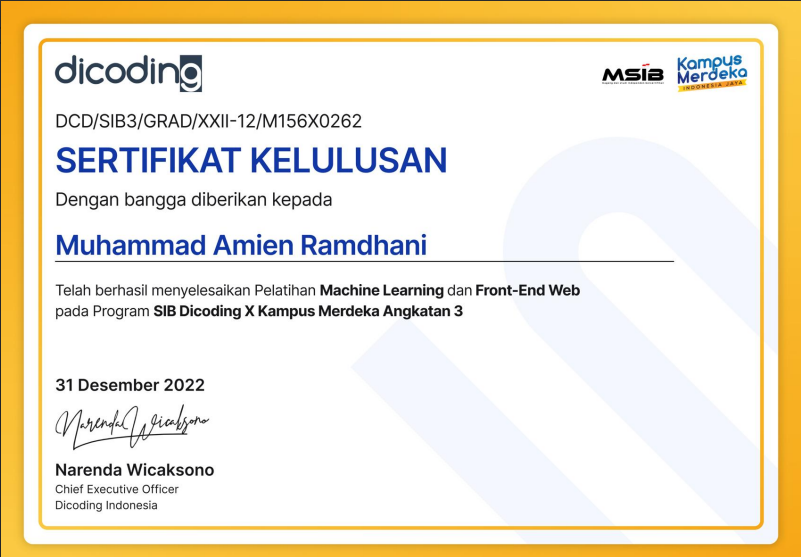 dicoding
MSIB
Kampus
Merdeka
INDONESIA JAYA
DCD/SIB3/GRAD/XXII-12/M156X0262
SERTIFIKAT KELULUSAN
Dengan bangga diberikan kepada
Muhammad Amien Ramdhani
Telah berhasil menyelesaikan Pelatihan Machine Learning dan Front-End Web
pada Program SIB Dicoding X Kampus Merdeka Angkatan 3
31 Desember 2022
Narenda Wicaksono
Narenda Wicaksono
Chief Executive Officer
Dicoding Indonesia